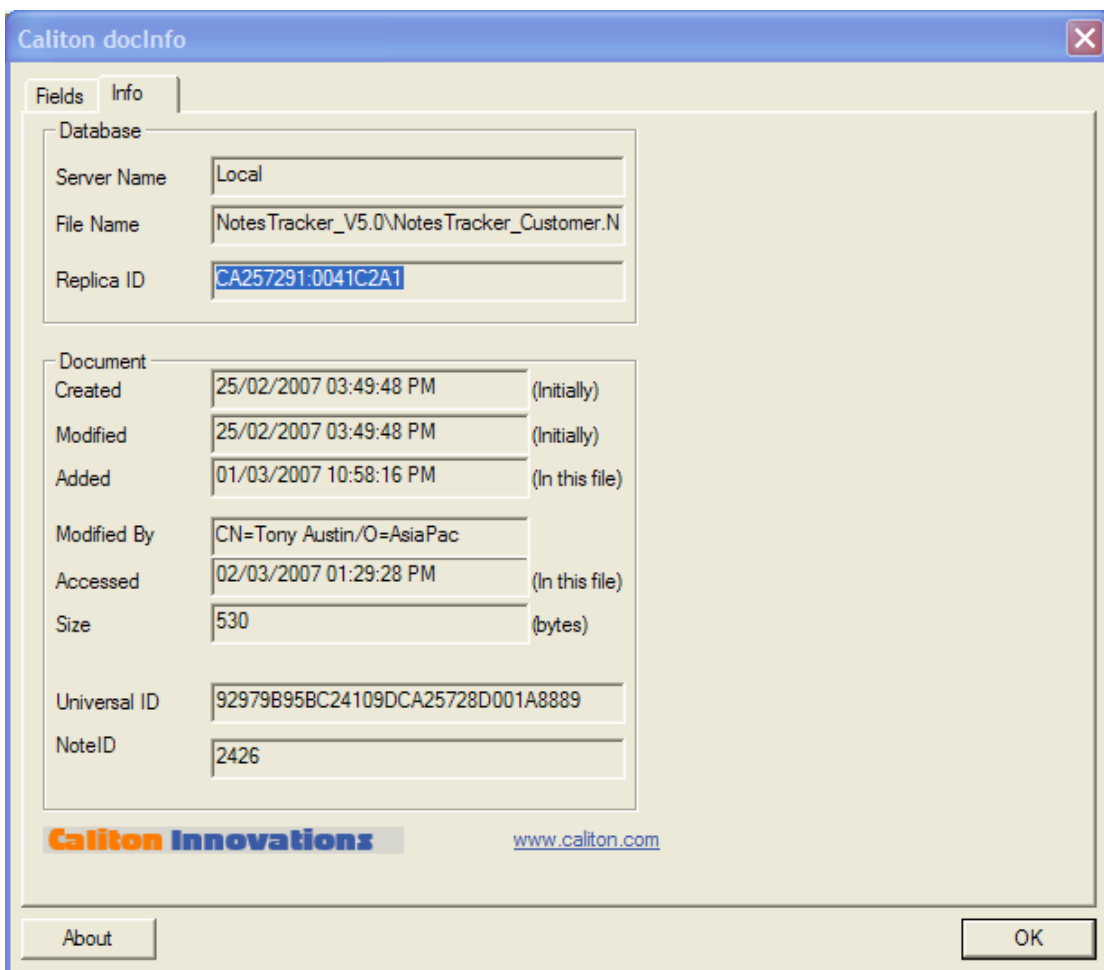 Caliton docInfo
Fields Info
Database
Server Name Local
File Name NotesTracker_V5.0\NotesTracker_Customer.N
Replica ID CA257291:0041C2A1
Document
Created 25/02/2007 03:49:48 PM (Initially)
Modified 25/02/2007 03:49:48 PM (Initially)
Added 01/03/2007 10:58:16 PM (In this file)
Modified By CN=Tony Austin/O=AsiaPac
Accessed 02/03/2007 01:29:28 PM (In this file)
Size 530 (bytes)
Universal ID 92979B95BC24109DCA25728D001A8889
NoteID 2426
Caliton Innovations www.caliton.com
About OK